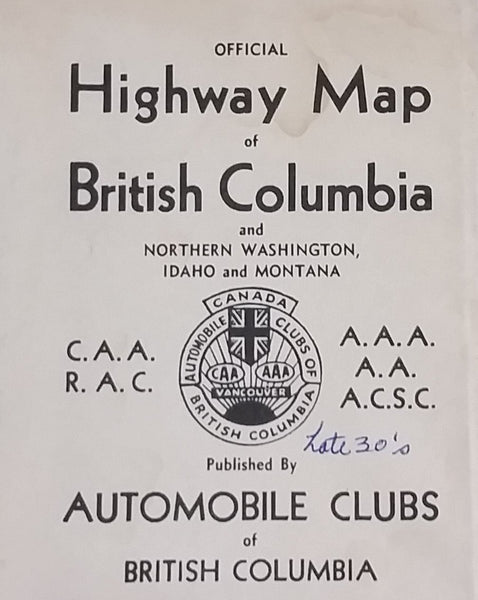 OFFICIAL
Highway Map
of
British Columbia
and
NORTHERN WASHINGTON,
IDAHO and MONTANA
C.A.A.
R.A.C.
CANADA
AUTOMOBILE CLUBS OF
CAA AAA
VANCOUVER
BRITISH COLUMBIA
A.A.A.
A.A.
A.C.S.C.
Late 30's
Published By
AUTOMOBILE CLUBS
of
BRITISH COLUMBIA